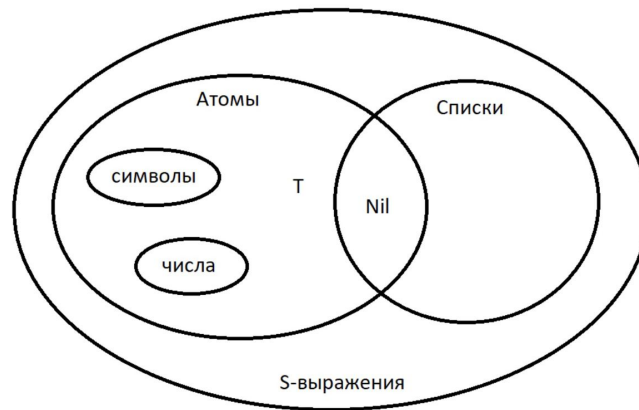 Атомы
Списки
символы
T
Nil
числа
S-выражения